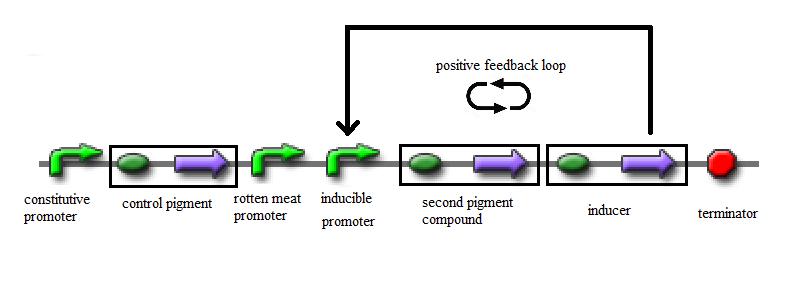 positive feedback loop
constitutive
promoter
control pigment
rotten meat
promoter
inducible
promoter
second pigment
compound
inducer
terminator